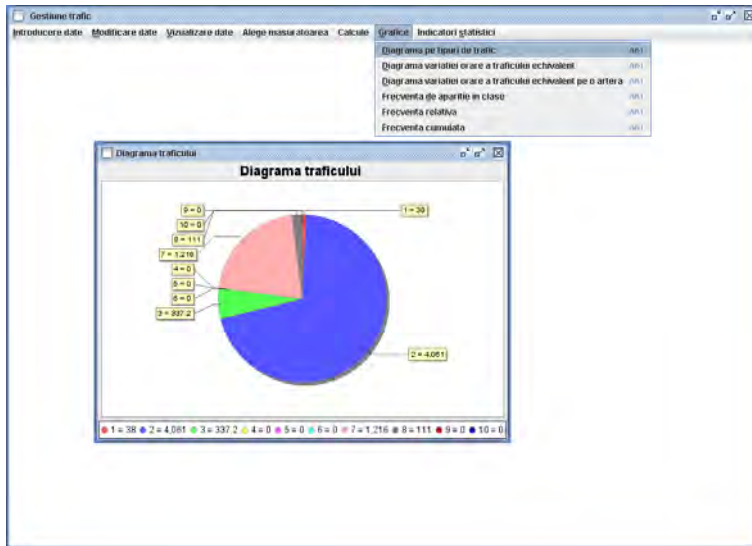 Gestiune trafic
Introducere date Modificare date Vizualizare date Alege masuratoarea Calcule Grafice Indicatori statistici
Diagrama pe tipuri de trafic
Diagrama variatiei orare a traficului echivalent
Diagrama variatiei orare a traficului echivalent pe o artera
Frecventa de aparitie in clase
Frecventa relativa
Frecventa cumulata
Diagrama traficului
Diagrama traficului
9 = 0
1 = 38
10 = 0
8 = 111
7 = 1,216
4 = 0
5 = 0
6 = 0
3 = 337.2
2 = 4,061
1 = 38 2 = 4,061 3 = 337.2 4 = 0 5 = 0 6 = 0 7 = 1,216 8 = 111 9 = 0 10 = 0